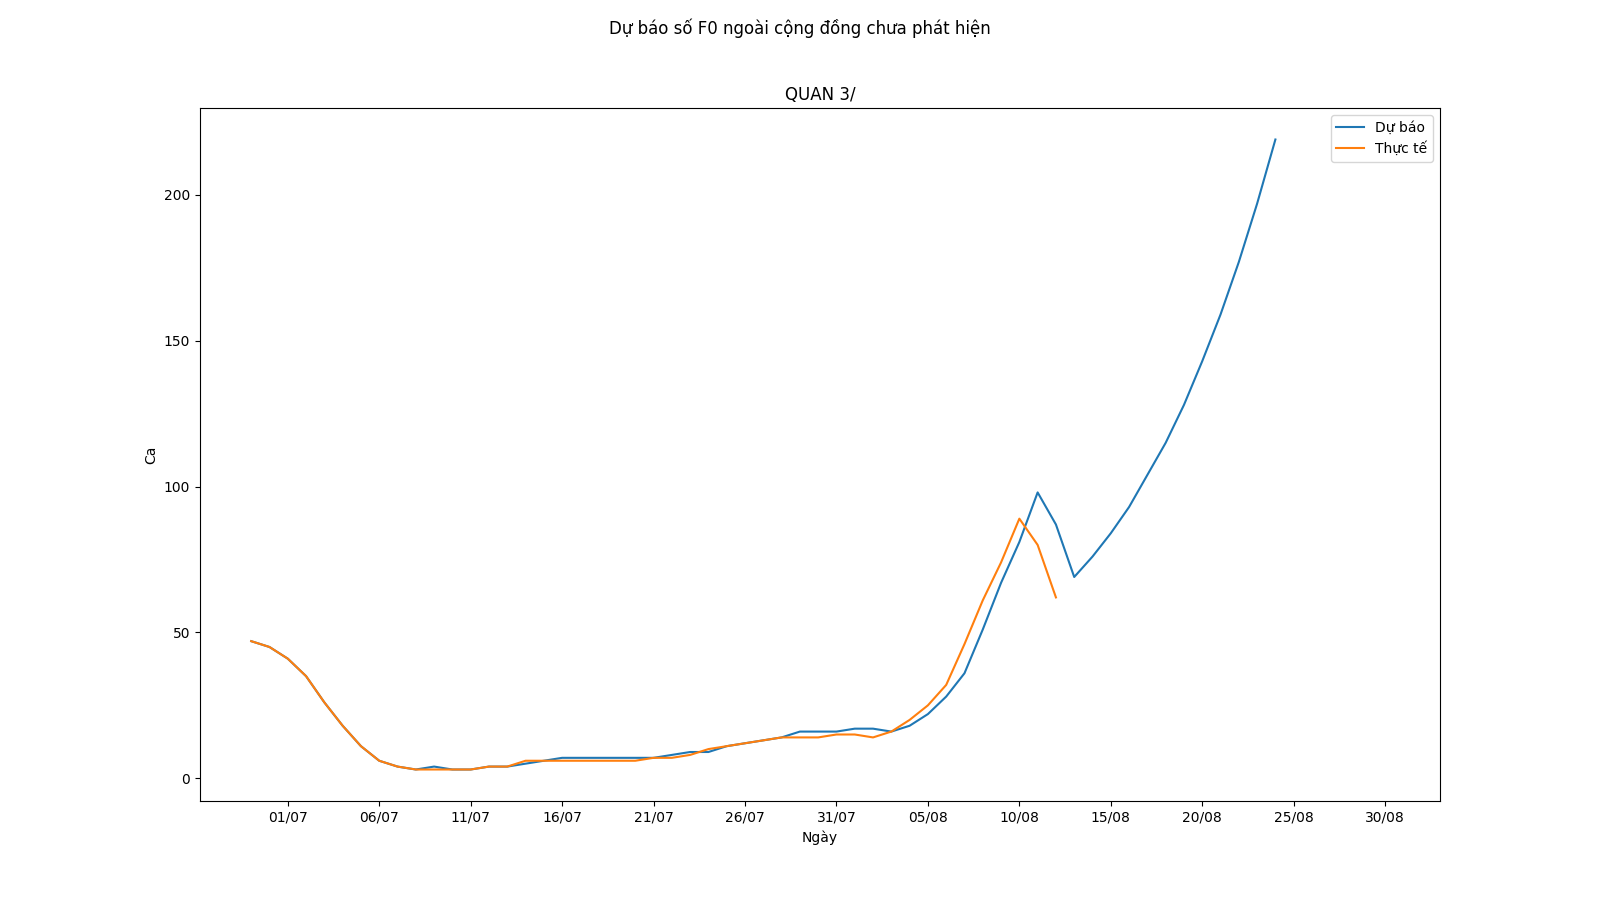 Dự báo số F0 ngoài cộng đồng chưa phát hiện
QUAN 3/
Dự báo
Thực tế
200
150
100
50
0
Ca
01/07 06/07 11/07 16/07 21/07 26/07 31/07 05/08 10/08 15/08 20/08 25/08 30/08
Ngày